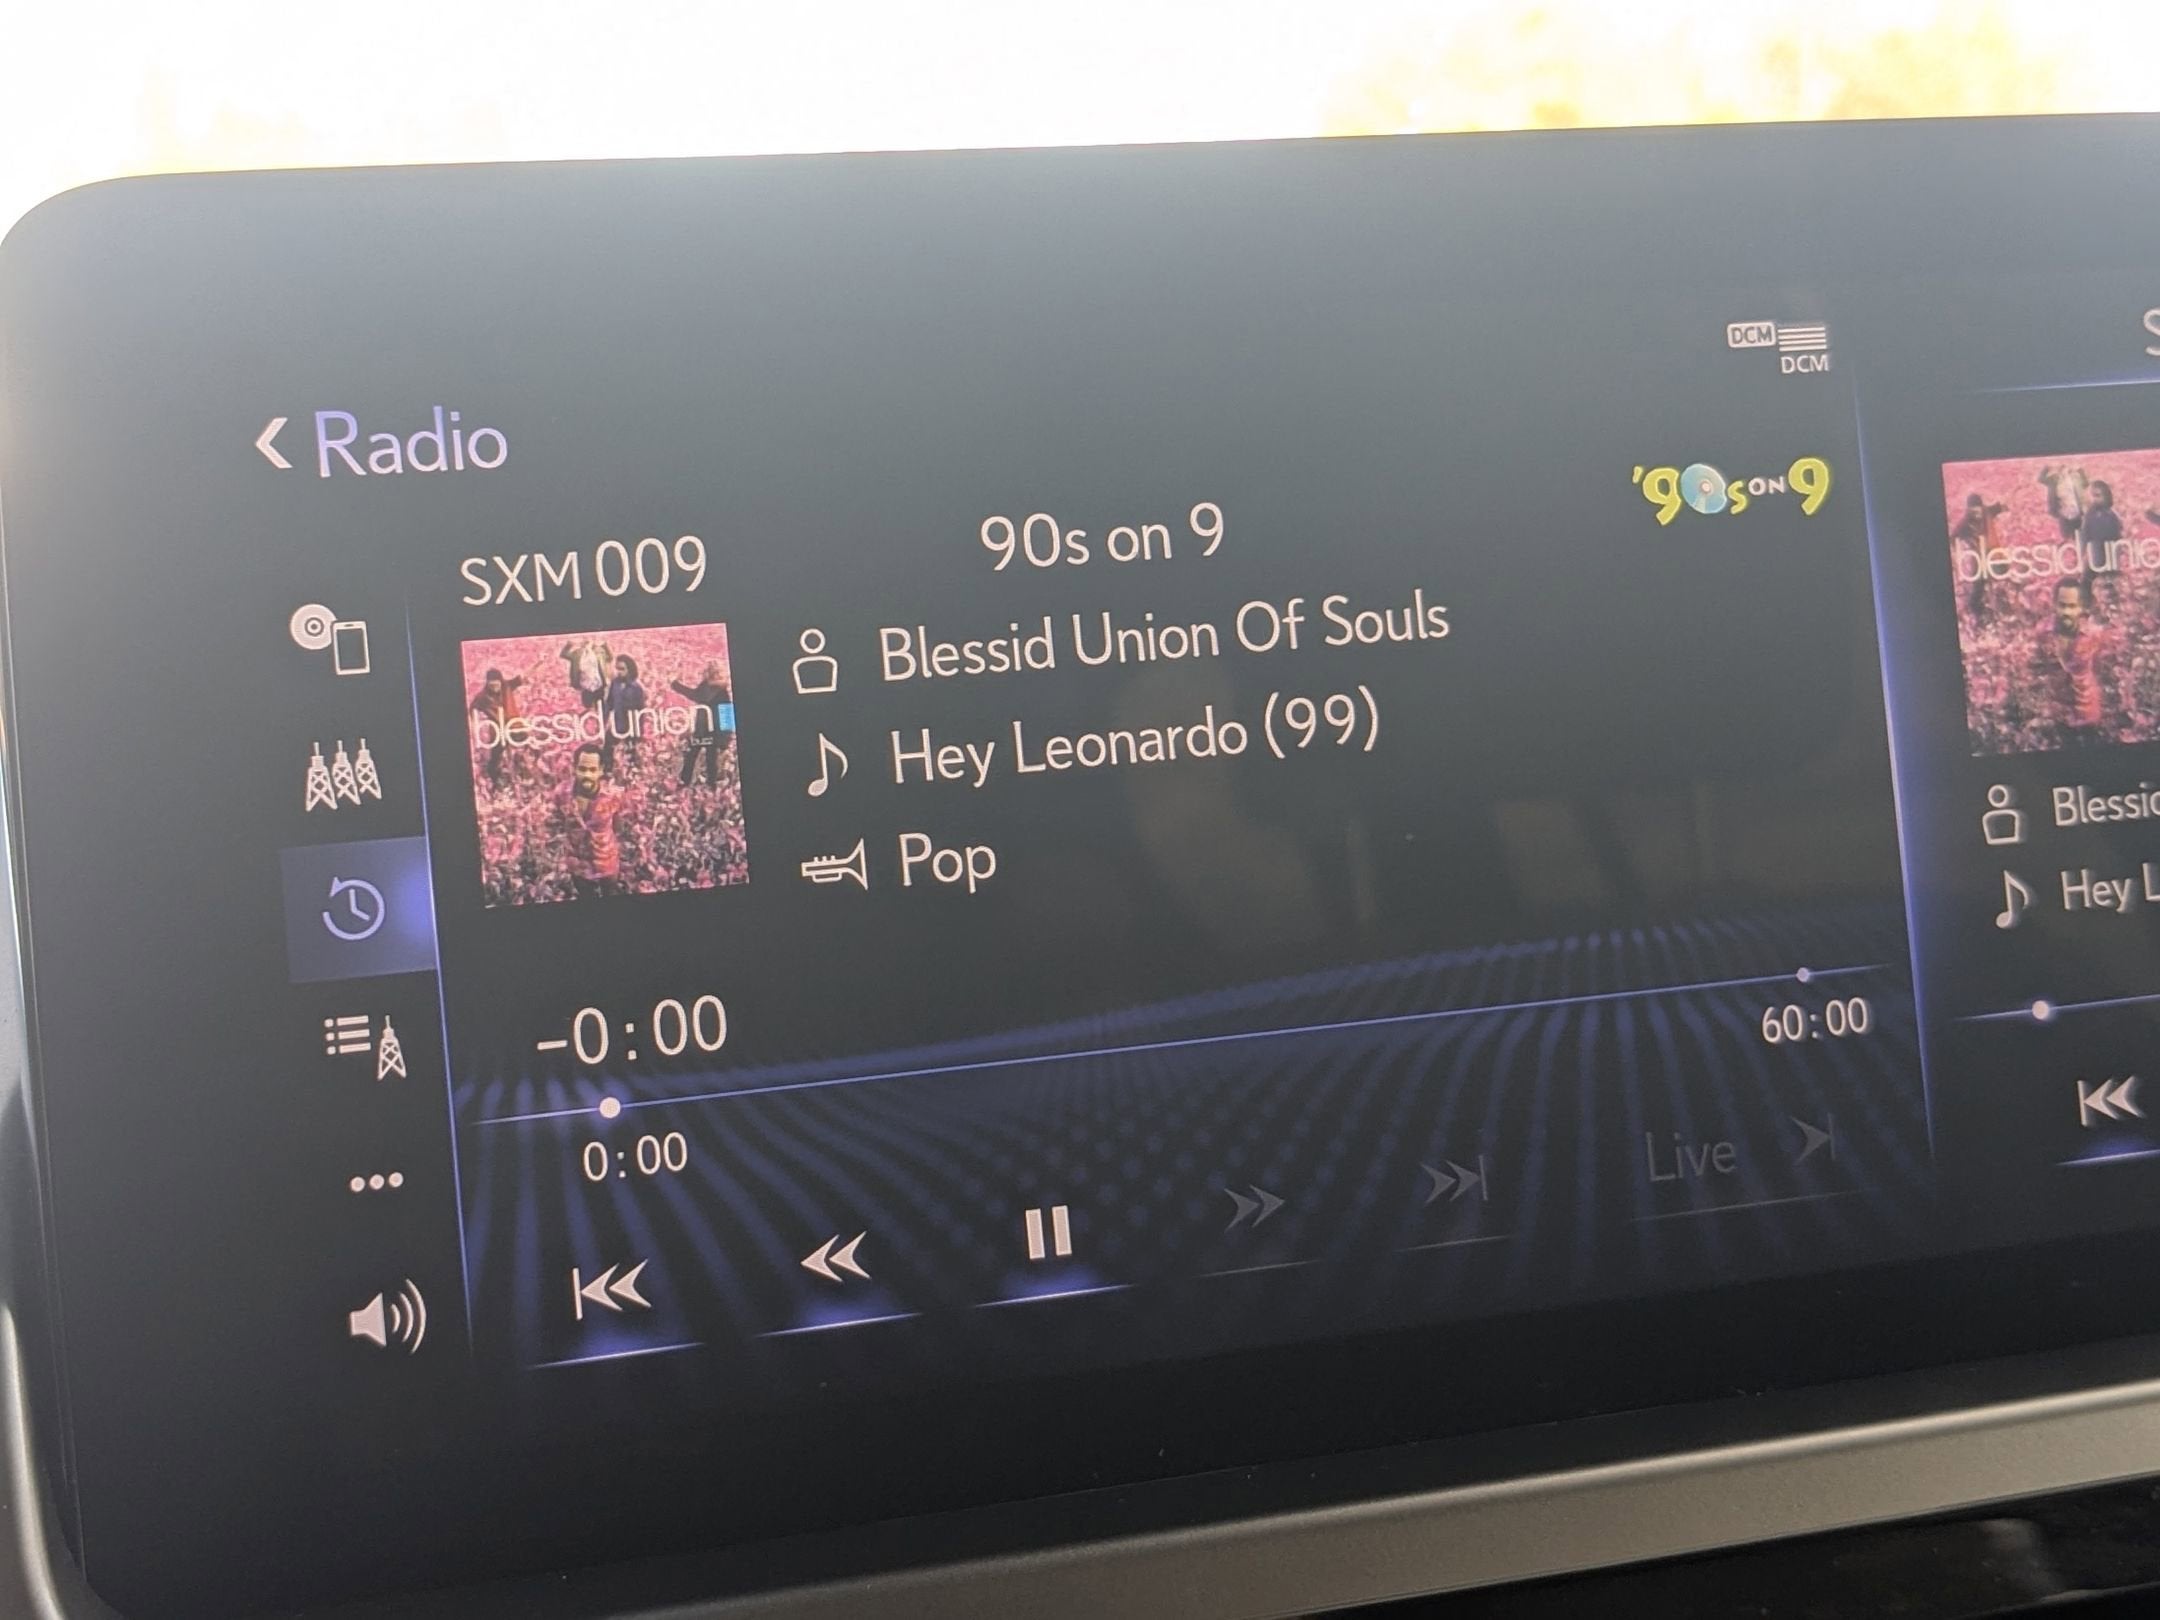 DCM
DCM
Radio
'90s ON 9
SXM 009
90s on 9
blessid union
Blessid Union Of Souls
Hey Leonardo (99)
Pop
-0:00
60:00
0:00
Live
S
blessid unio
Blessi
Hey L